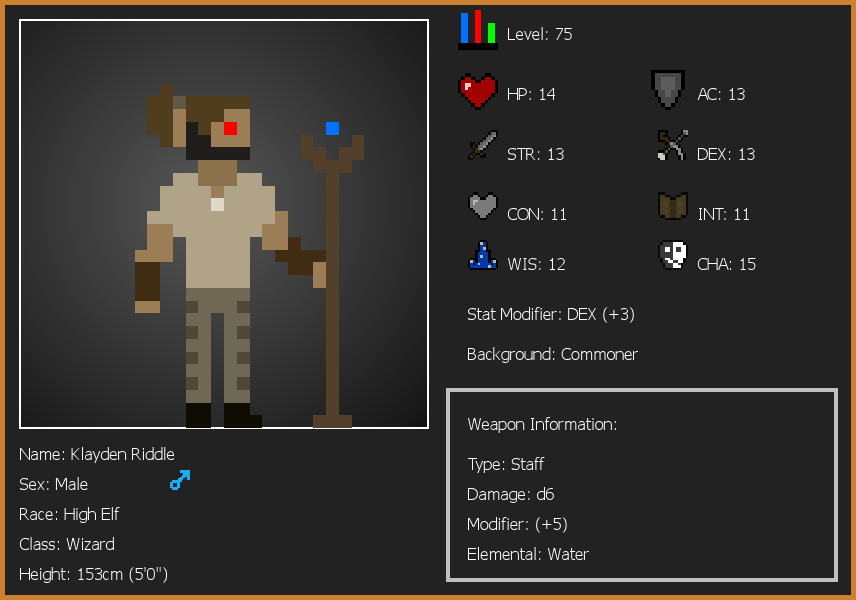 Level: 75
HP: 14
AC: 13
STR: 13
DEX: 13
CON: 11
INT: 11
WIS: 12
CHA: 15
Stat Modifier: DEX (+3)
Background: Commoner
Weapon Information:
Type: Staff
Damage: d6
Modifier: (+5)
Elemental: Water
Name: Klayden Riddle
Sex: Male
Race: High Elf
Class: Wizard
Height: 153cm (5'0")